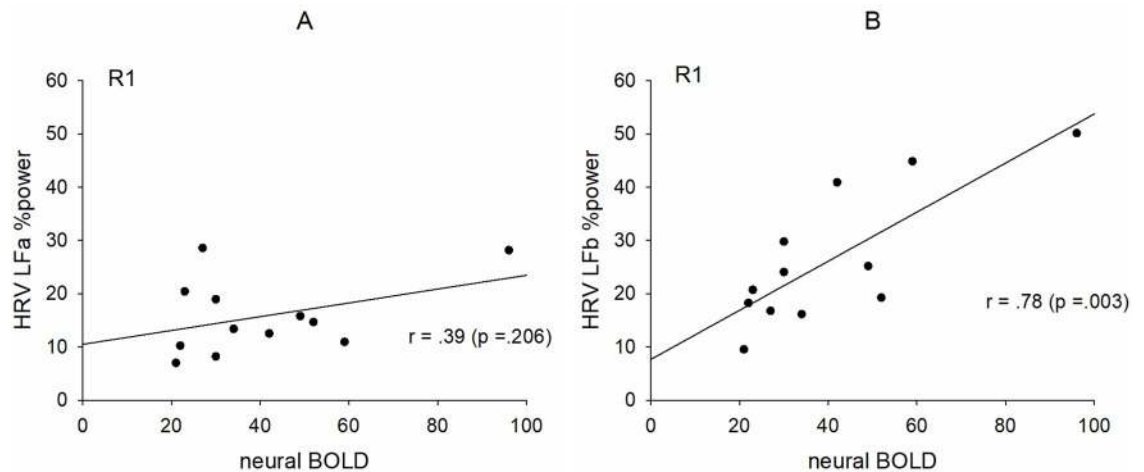 A
R1
60
50
40
30
20
10
0
HRV LFa %power
r = .39 (p =.206)
0 20 40 60 80 100
neural BOLD
B
R1
60
50
40
30
20
10
0
HRV LFb %power
r = .78 (p =.003)
0 20 40 60 80 100
neural BOLD